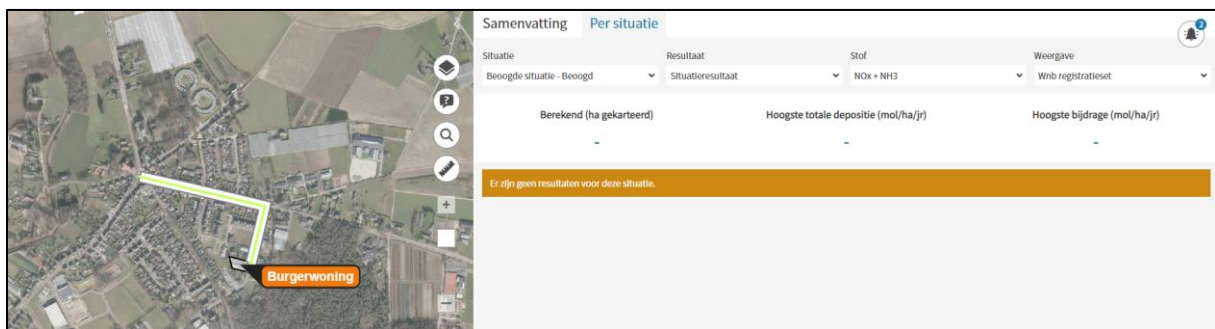 Samenvatting Per situatie
2
Situatie Resultaat Stof Weergave
Beoogde situatie - Beoogd Situatieresultaat NOx + NH3 Wnb registratieset
Berekend (ha gekarteerd) Hoogste totale depositie (mol/ha/jr) Hoogste bijdrage (mol/ha/jr)
- - -
Er zijn geen resultaten voor deze situatie.
Burgerwoning